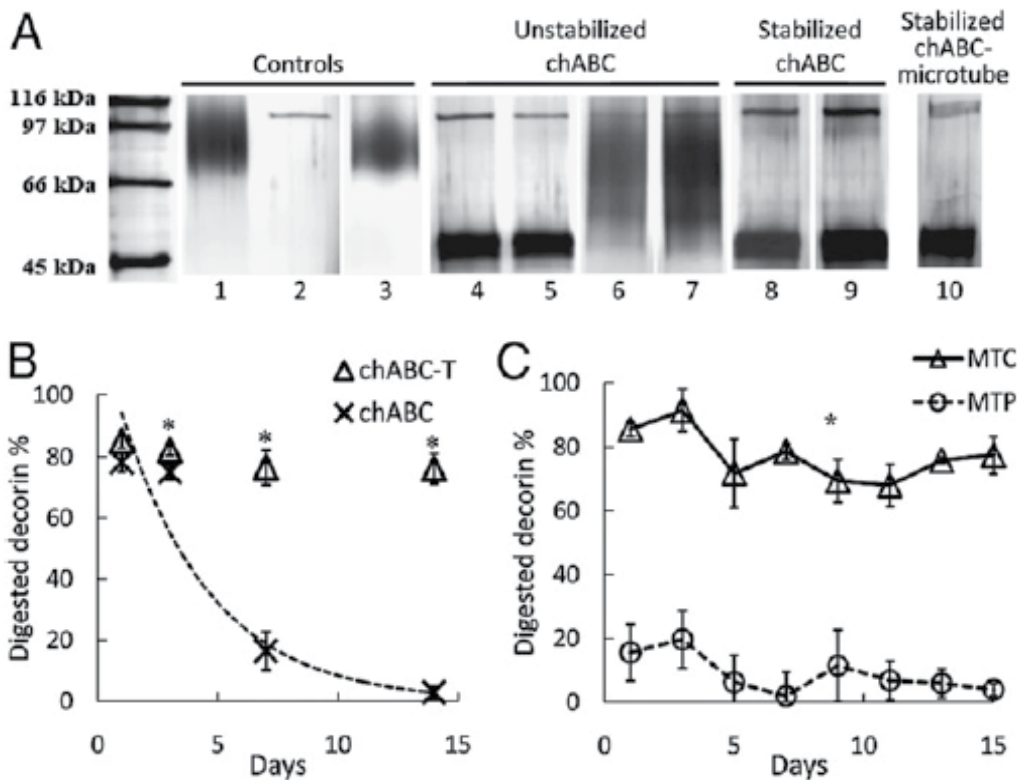 A
Controls
Unstabilized
chABC
Stabilized
chABC
Stabilized
chABC-
microtube
116 kDa
97 kDa
66 kDa
45 kDa
1 2 3 4 5 6 7 8 9 10
B
chABC-T
chABC
Digested decorin %
100
80
60
40
20
0
* * *
0 5 10 15
Days
C
MTC
MTP
Digested decorin %
100
80
60
40
20
0
*
0 5 10 15
Days